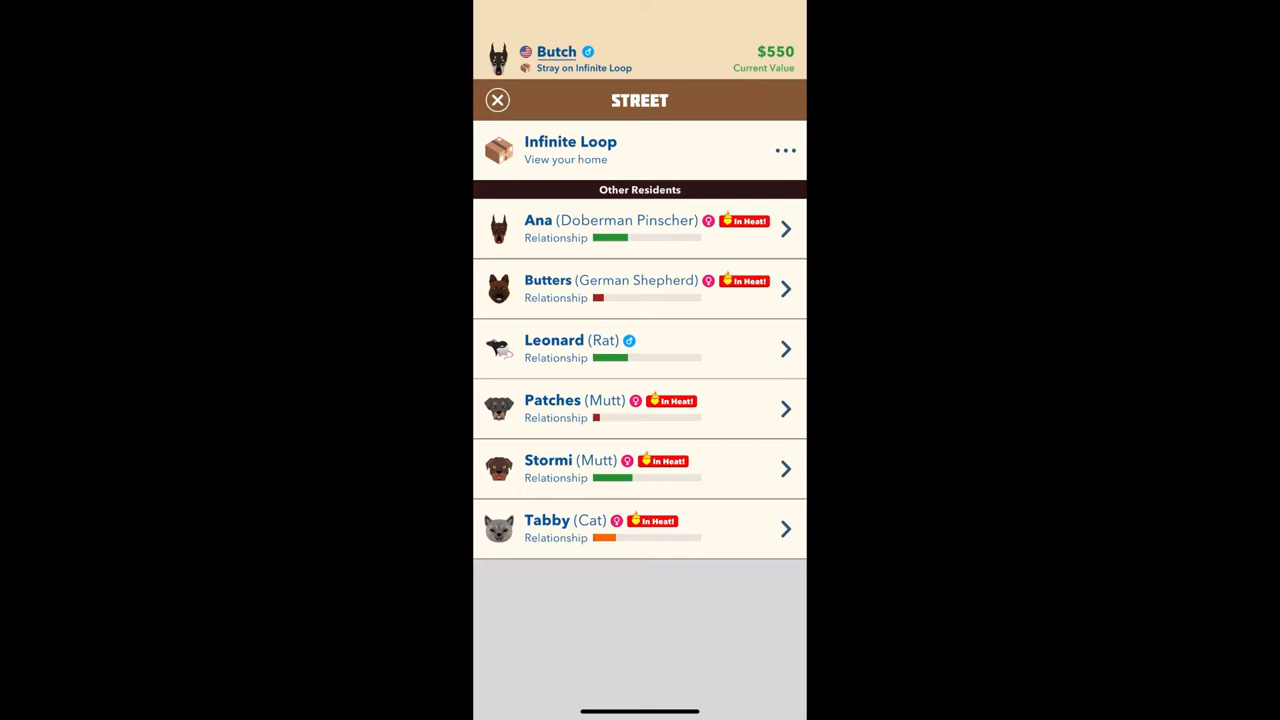 Butch
$550
Stray on Infinite Loop
Current Value
STREET
Infinite Loop
View your home
Other Residents
Ana (Doberman Pinscher) In Heat!
Relationship
Butters (German Shepherd) In Heat!
Relationship
Leonard (Rat)
Relationship
Patches (Mutt) In Heat!
Relationship
Stormi (Mutt) In Heat!
Relationship
Tabby (Cat) In Heat!
Relationship